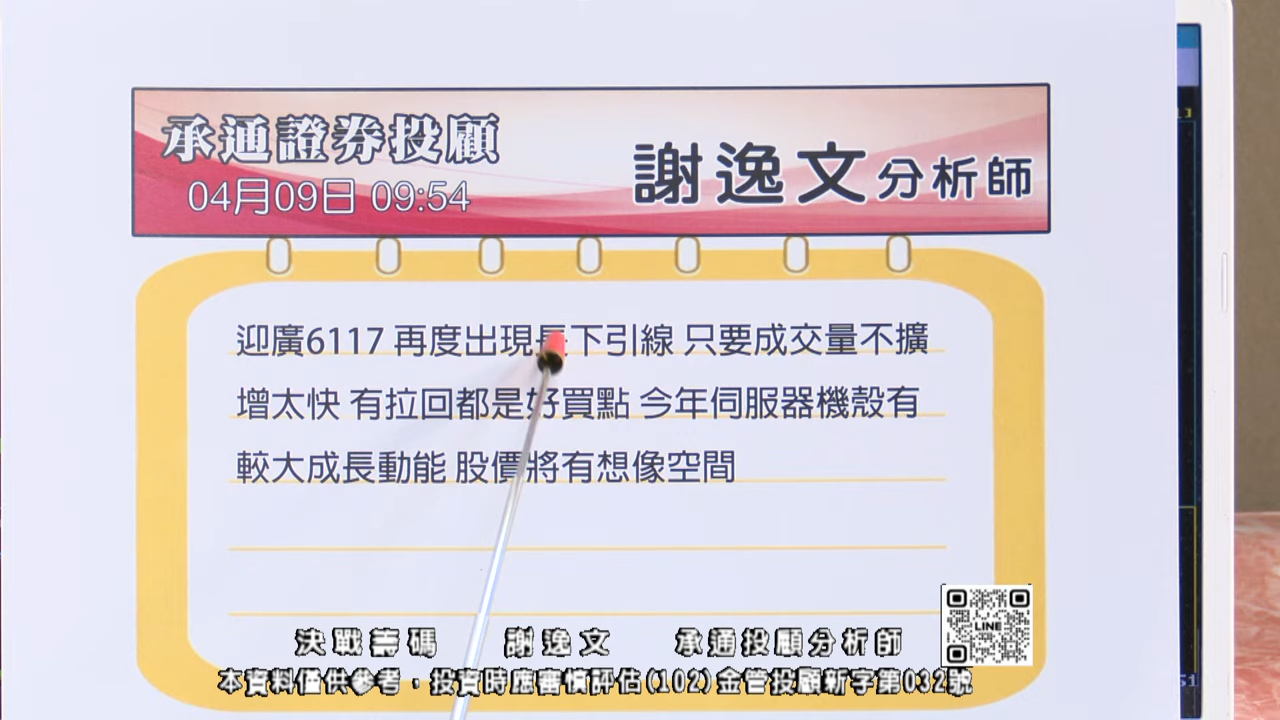 承通證券投顧
04月09日 09:54
謝逸文分析師
迎廣6117 再度出現長下引線 只要成交量不擴
增太快 有拉回都是好買點 今年伺服器機殼有
較大成長動能 股價將有想像空間
LINE
決戰籌碼 謝逸文 承通投顧分析師
本資料僅供參考，投資時應審慎評估(102)金管投顧新字第032號
51